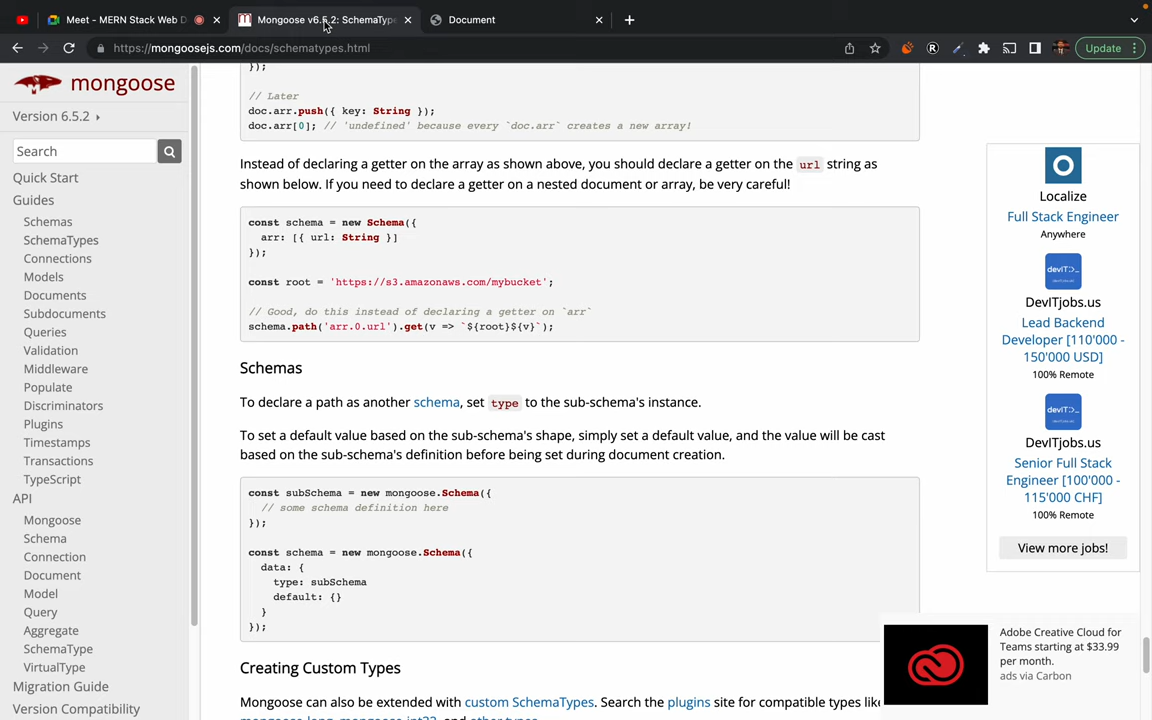 Meet - MERN Stack Web D
Mongoose v6.5.2: SchemaType
Document
https://mongoosejs.com/docs/schematypes.html
Update
mongoose
Version 6.5.2
Search
Quick Start
Guides
Schemas
SchemaTypes
Connections
Models
Documents
Subdocuments
Queries
Validation
Middleware
Populate
Discriminators
Plugins
Timestamps
Transactions
TypeScript
API
Mongoose
Schema
Connection
Document
Model
Query
Aggregate
SchemaType
VirtualType
Migration Guide
Version Compatibility
});
// Later
doc.arr.push({ key: String });
doc.arr[0]; // 'undefined' because every `doc.arr` creates a new array!
Instead of declaring a getter on the array as shown above, you should declare a getter on the url string as
shown below. If you need to declare a getter on a nested document or array, be very careful!
const schema = new Schema({
arr: [{ url: String }]
});
const root = 'https://s3.amazonaws.com/mybucket';
// Good, do this instead of declaring a getter on `arr`
schema.path('arr.0.url').get(v => `${root}${v}`);
Schemas
To declare a path as another schema, set type to the sub-schema's instance.
To set a default value based on the sub-schema's shape, simply set a default value, and the value will be cast
based on the sub-schema's definition before being set during document creation.
const subSchema = new mongoose.Schema({
// some schema definition here
});
const schema = new mongoose.Schema({
data: {
type: subSchema
default: {}
}
});
Creating Custom Types
Mongoose can also be extended with custom SchemaTypes. Search the plugins site for compatible types like
mongoose-long, mongoose-int32, and other types.
Localize
Full Stack Engineer
Anywhere
devIT>_
DevITjobs.us
Lead Backend
Developer [110'000 -
150'000 USD]
100% Remote
devIT>_
DevITjobs.us
Senior Full Stack
Engineer [100'000 -
115'000 CHF]
100% Remote
View more jobs!
Adobe Creative Cloud for
Teams starting at $33.99
per month.
ads via Carbon